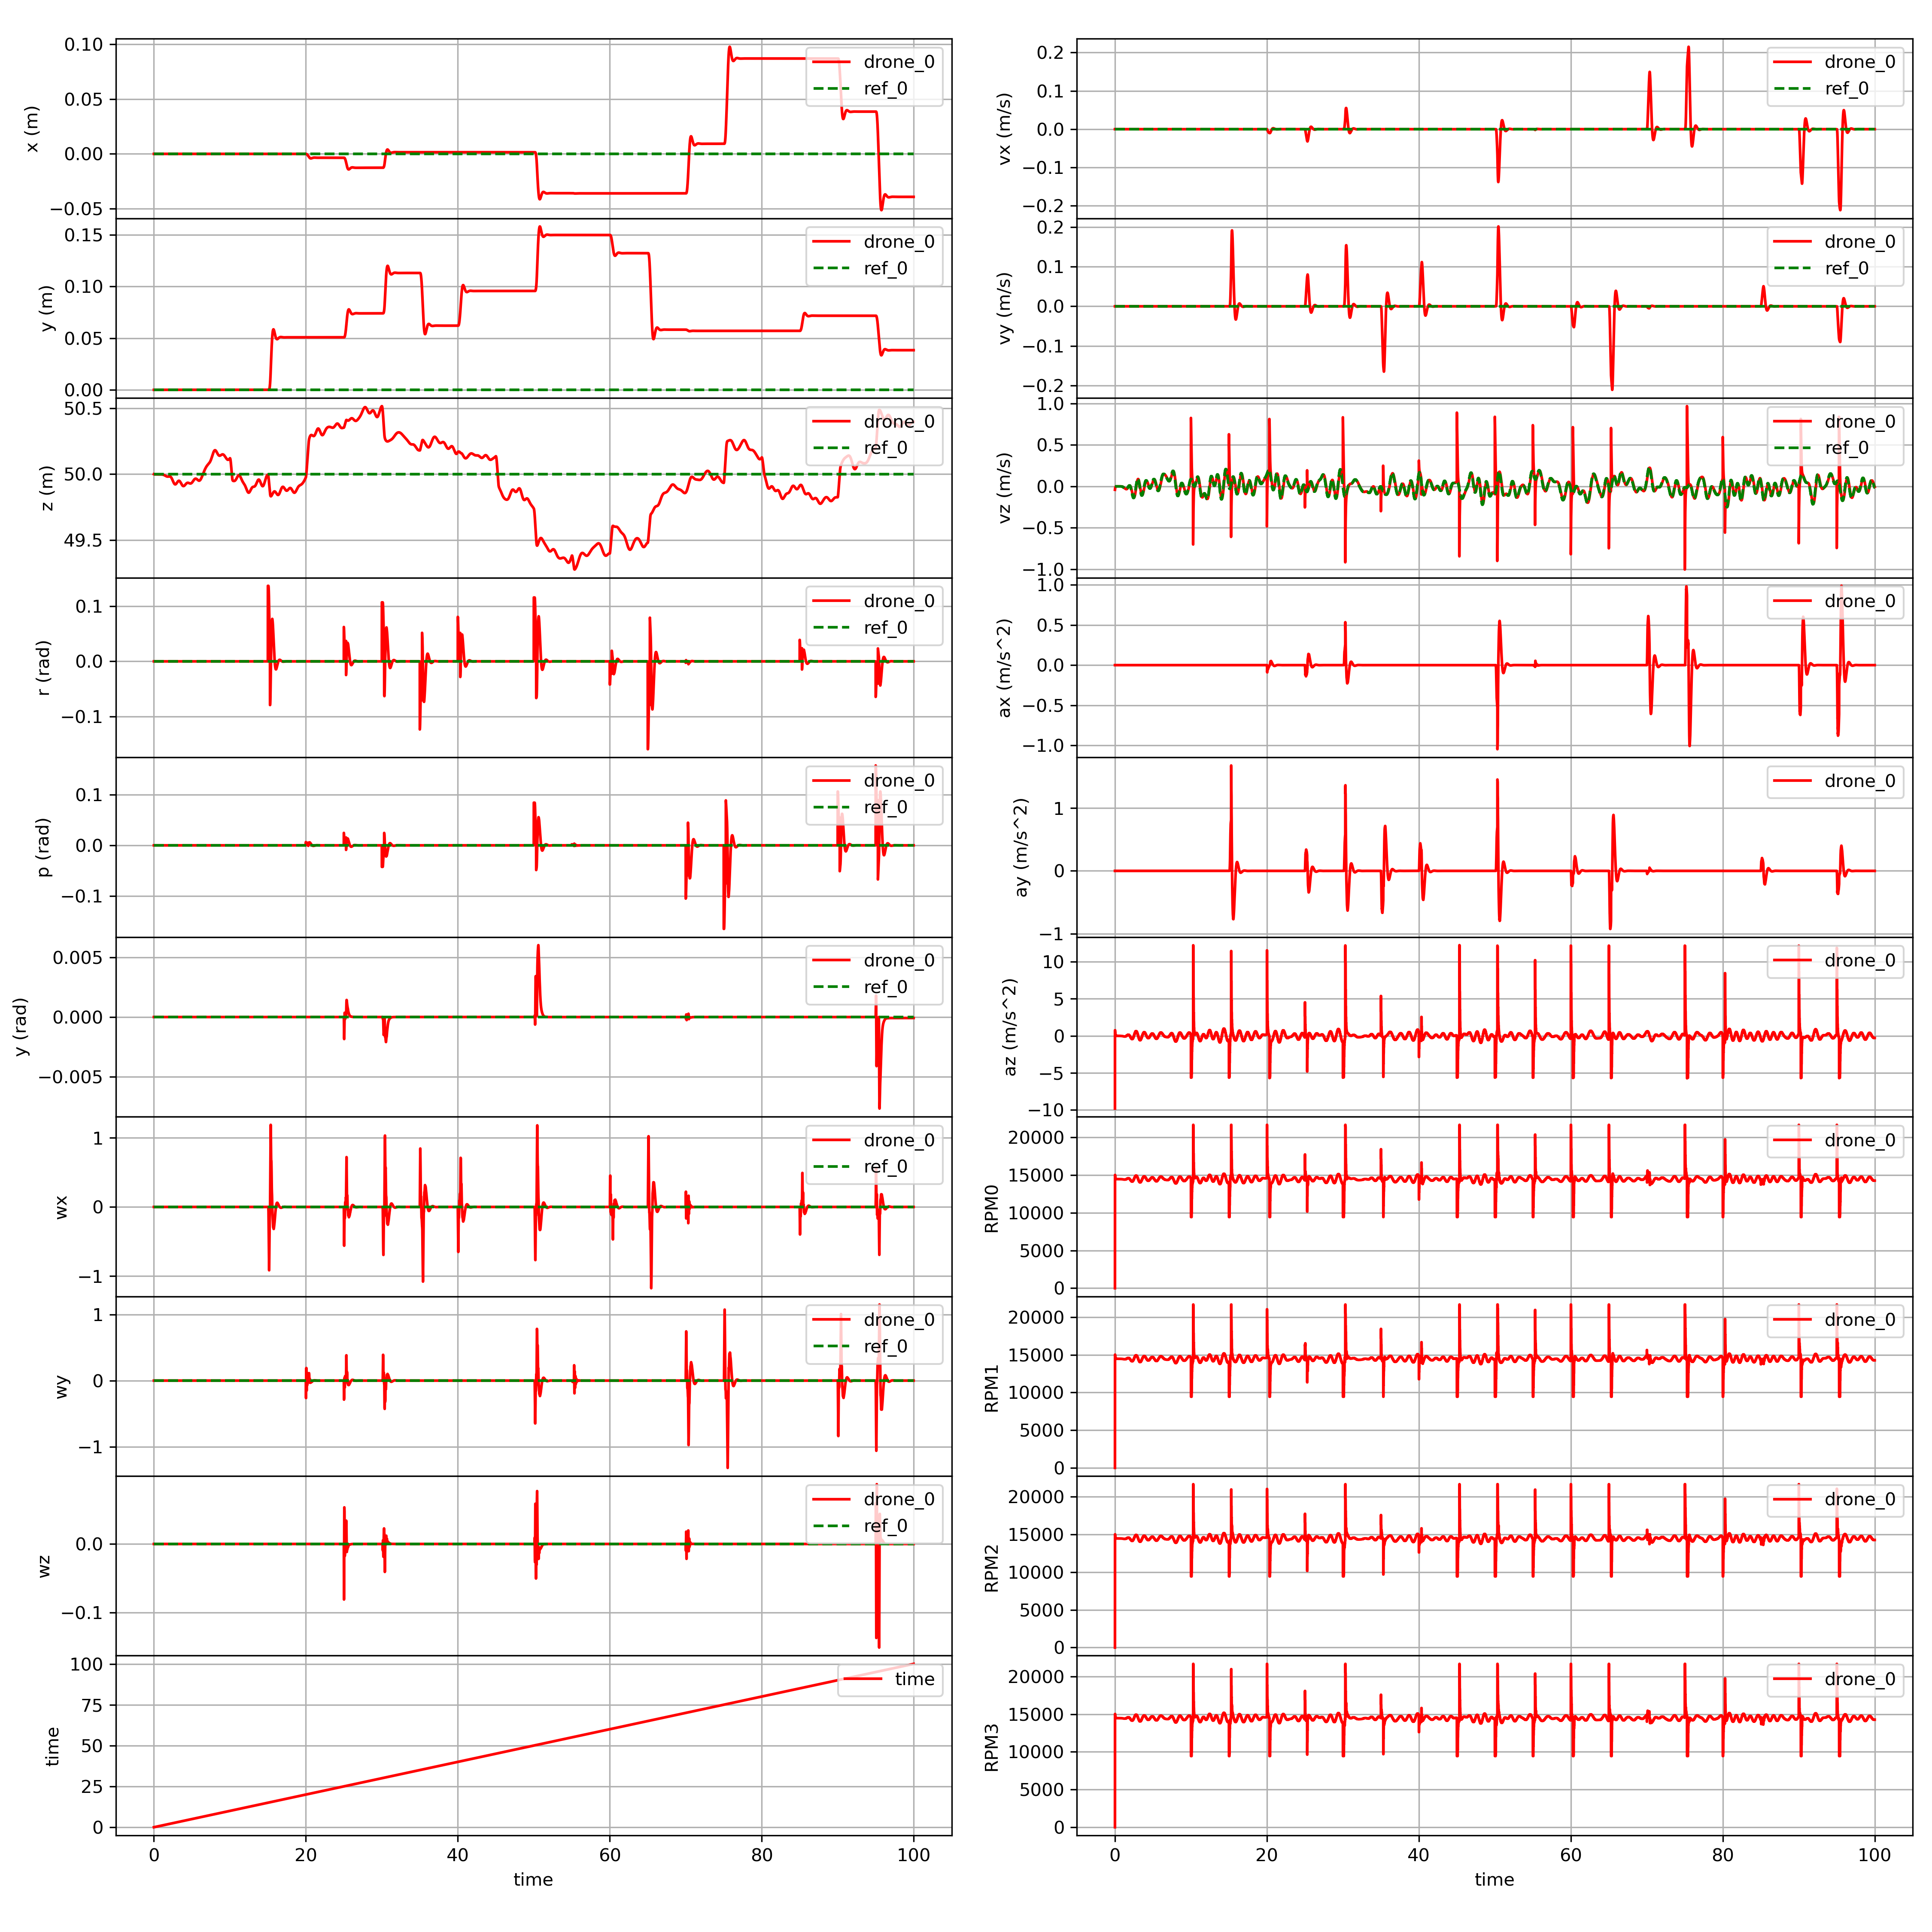 0.10
0.05
0.00
−0.05
x (m)
drone_0
ref_0
0.15
0.10
0.05
0.00
y (m)
drone_0
ref_0
50.5
50.0
49.5
z (m)
drone_0
ref_0
0.1
0.0
−0.1
r (rad)
drone_0
ref_0
0.1
0.0
−0.1
p (rad)
drone_0
ref_0
0.005
0.000
−0.005
y (rad)
drone_0
ref_0
1
0
−1
wx
drone_0
ref_0
1
0
−1
wy
drone_0
ref_0
0.0
−0.1
wz
drone_0
ref_0
100
75
50
25
0
time
time
0 20 40 60 80 100
time
0.2
0.1
0.0
−0.1
−0.2
vx (m/s)
drone_0
ref_0
0.2
0.1
0.0
−0.1
−0.2
vy (m/s)
drone_0
ref_0
1.0
0.5
0.0
−0.5
−1.0
vz (m/s)
drone_0
ref_0
1.0
0.5
0.0
−0.5
−1.0
ax (m/s^2)
drone_0
1
0
−1
ay (m/s^2)
drone_0
10
5
0
−5
−10
az (m/s^2)
drone_0
20000
15000
10000
5000
0
RPM0
drone_0
20000
15000
10000
5000
0
RPM1
drone_0
20000
15000
10000
5000
0
RPM2
drone_0
20000
15000
10000
5000
0
RPM3
drone_0
0 20 40 60 80 100
time